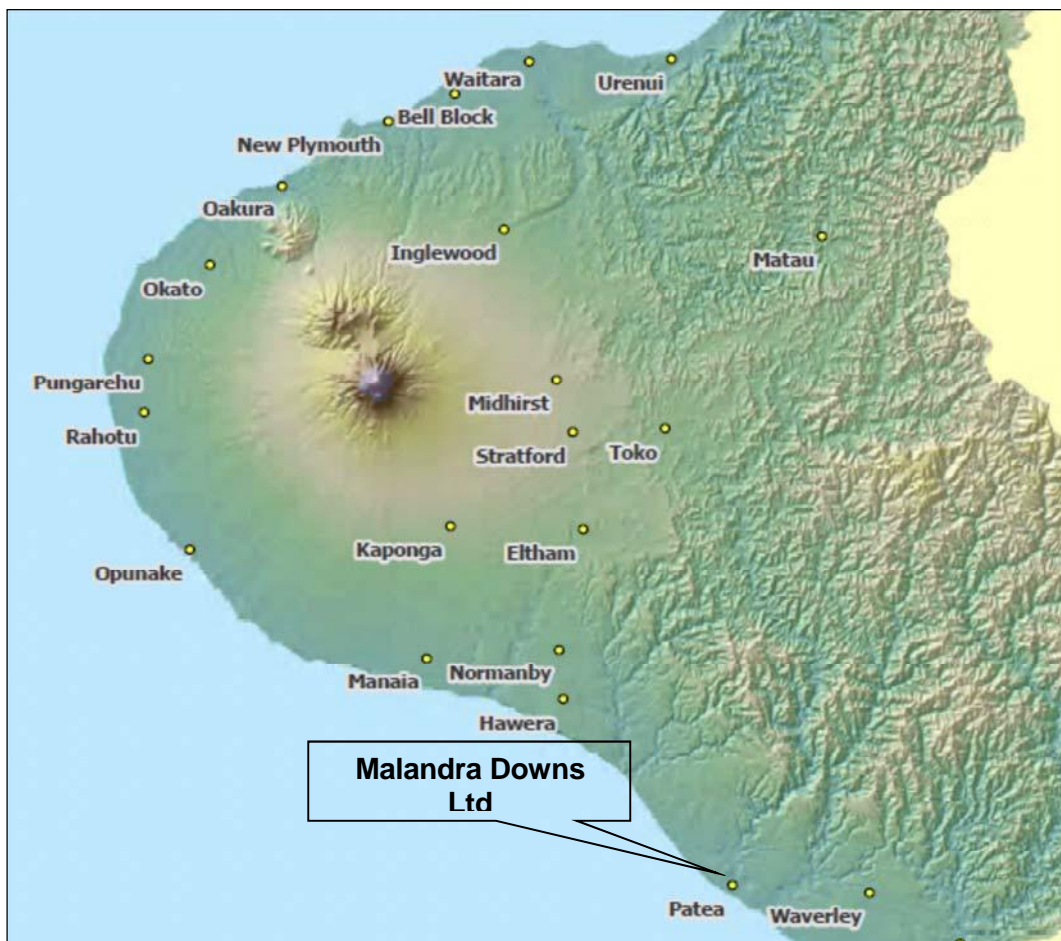 Waitara
Urenui
Bell Block
New Plymouth
Oakura
Inglewood
Matau
Okato
Pungarehu
Midhirst
Rahotu
Stratford
Toko
Kaponga
Eltham
Opunake
Manaia
Normanby
Hawera
Malandra Downs
Ltd
Patea
Waverley